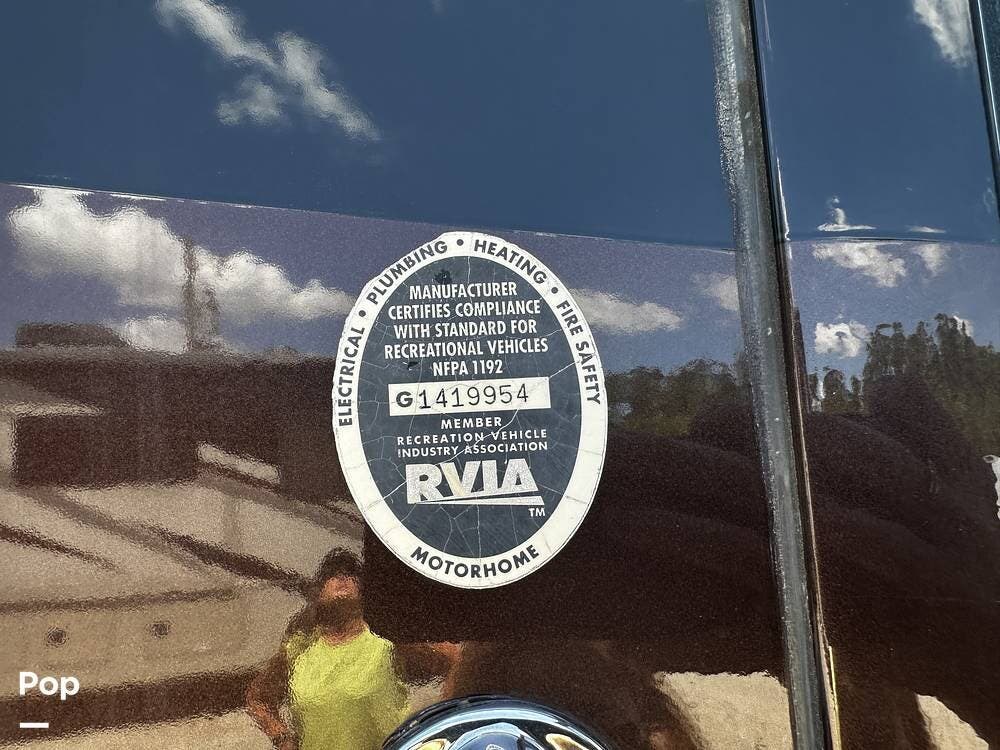 ELECTRICAL • PLUMBING • HEATING • FIRE SAFETY
MANUFACTURER
CERTIFIES COMPLIANCE
WITH STANDARD FOR
RECREATIONAL VEHICLES
NFPA 1192
G1419954
MEMBER
RECREATION VEHICLE
INDUSTRY ASSOCIATION
RVIA
TM
MOTORHOME
Pop